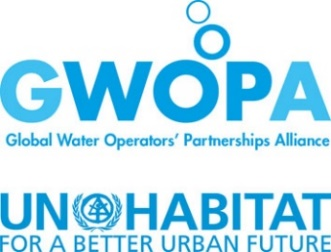 GWOPA
Global Water Operators' Partnerships Alliance
UN HABITAT
FOR A BETTER URBAN FUTURE